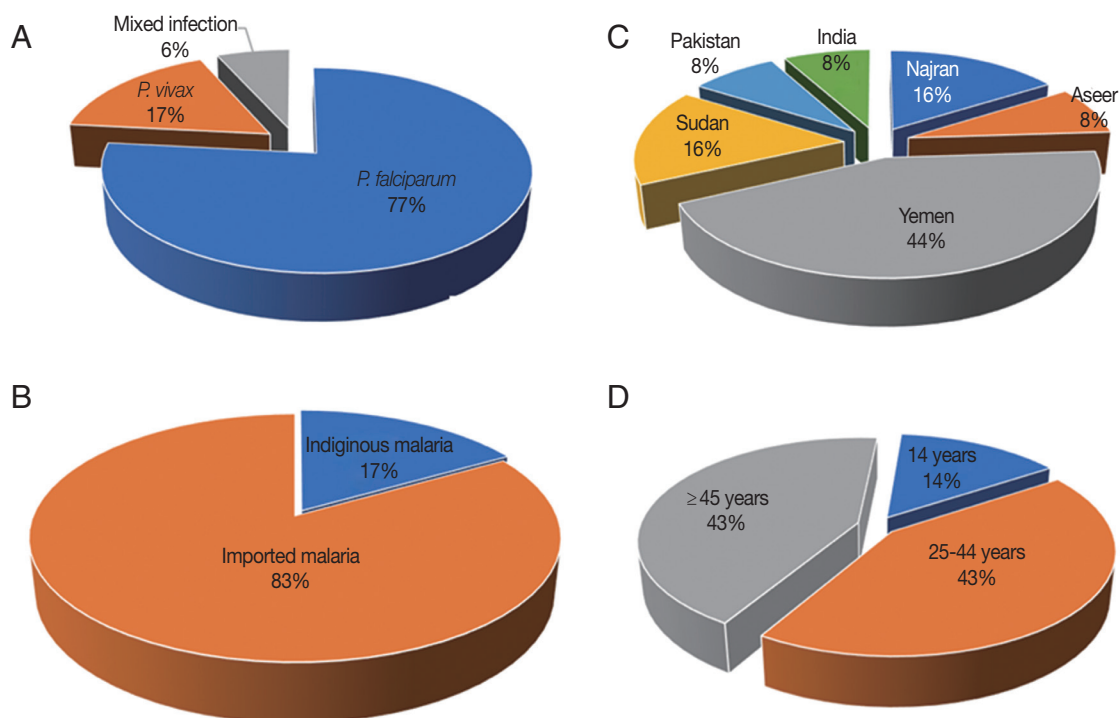 A
Mixed infection
6%
P. vivax
17%
P. falciparum
77%
C
Pakistan
8%
India
8%
Najran
16%
Aseer
8%
Sudan
16%
Yemen
44%
B
Indiginous malaria
17%
Imported malaria
83%
D
≥45 years
43%
14 years
14%
25-44 years
43%